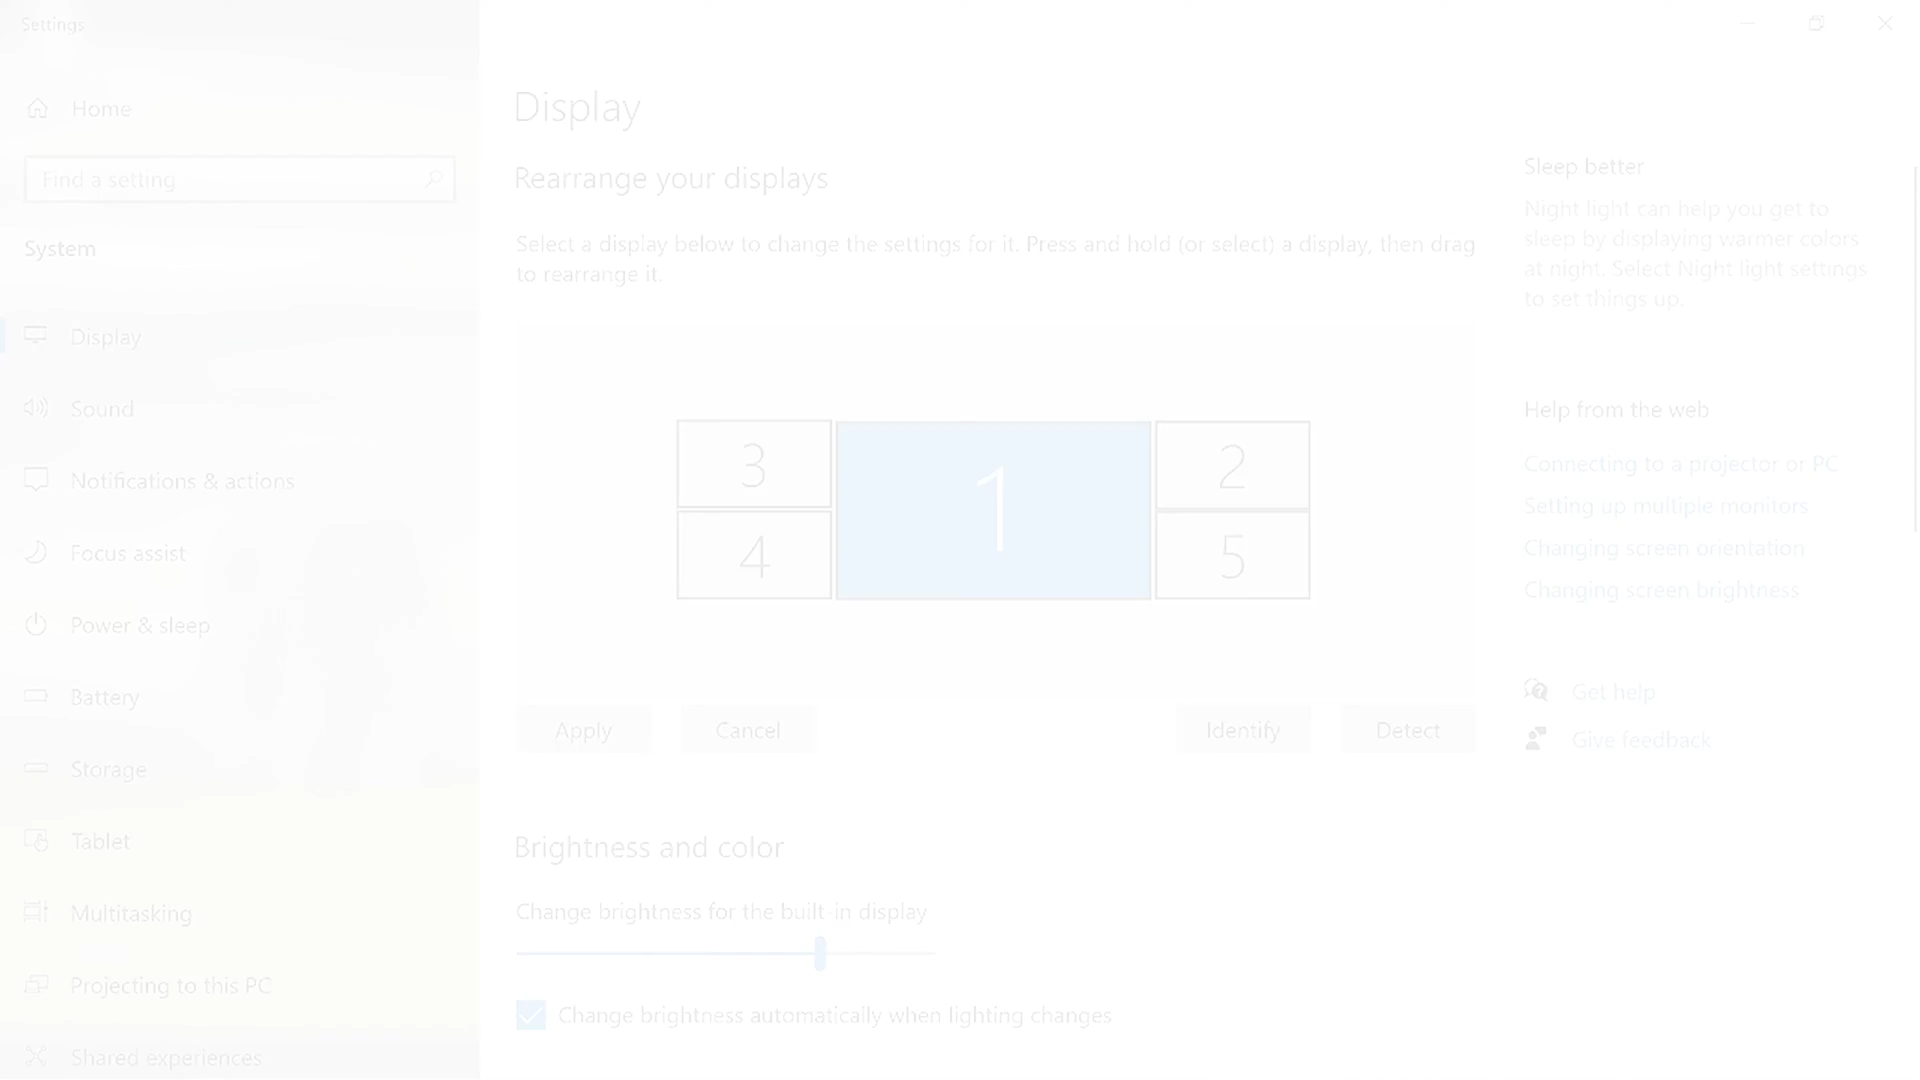 Settings
Home
Find a setting
System
Display
Sound
Notifications & actions
Focus assist
Power & sleep
Battery
Storage
Tablet
Multitasking
Projecting to this PC
Shared experiences
Display
Rearrange your displays
Select a display below to change the settings for it. Press and hold (or select) a display, then drag
to rearrange it.
3
1
2
4
5
Apply
Cancel
Identify
Detect
Brightness and color
Change brightness for the built-in display
Change brightness automatically when lighting changes
Sleep better
Night light can help you get to
sleep by displaying warmer colors
at night. Select Night light settings
to set things up.
Help from the web
Connecting to a projector or PC
Setting up multiple monitors
Changing screen orientation
Changing screen brightness
Get help
Give feedback